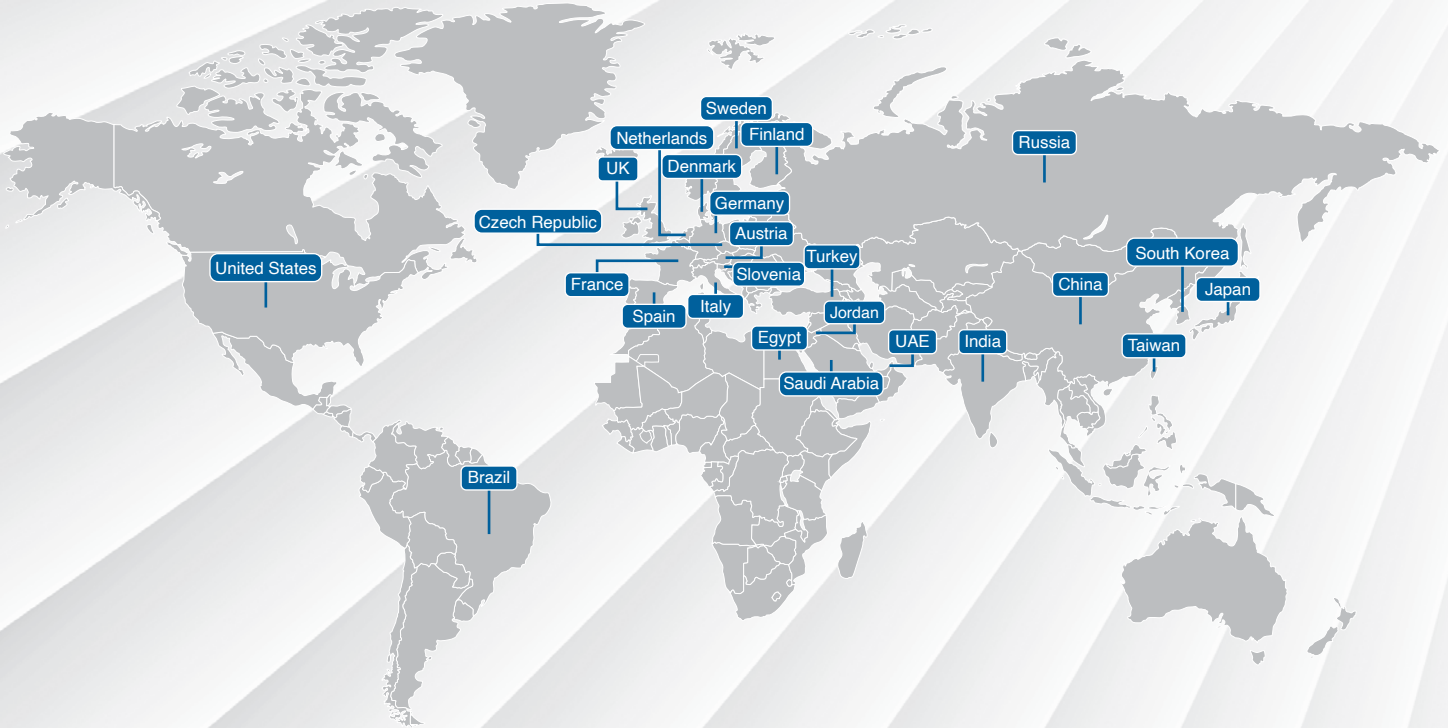 Sweden
Netherlands
Finland
Russia
UK
Denmark
Germany
Czech Republic
Austria
South Korea
Turkey
United States
Slovenia
France
China
Japan
Italy
Spain
Jordan
Egypt
UAE
India
Taiwan
Saudi Arabia
Brazil